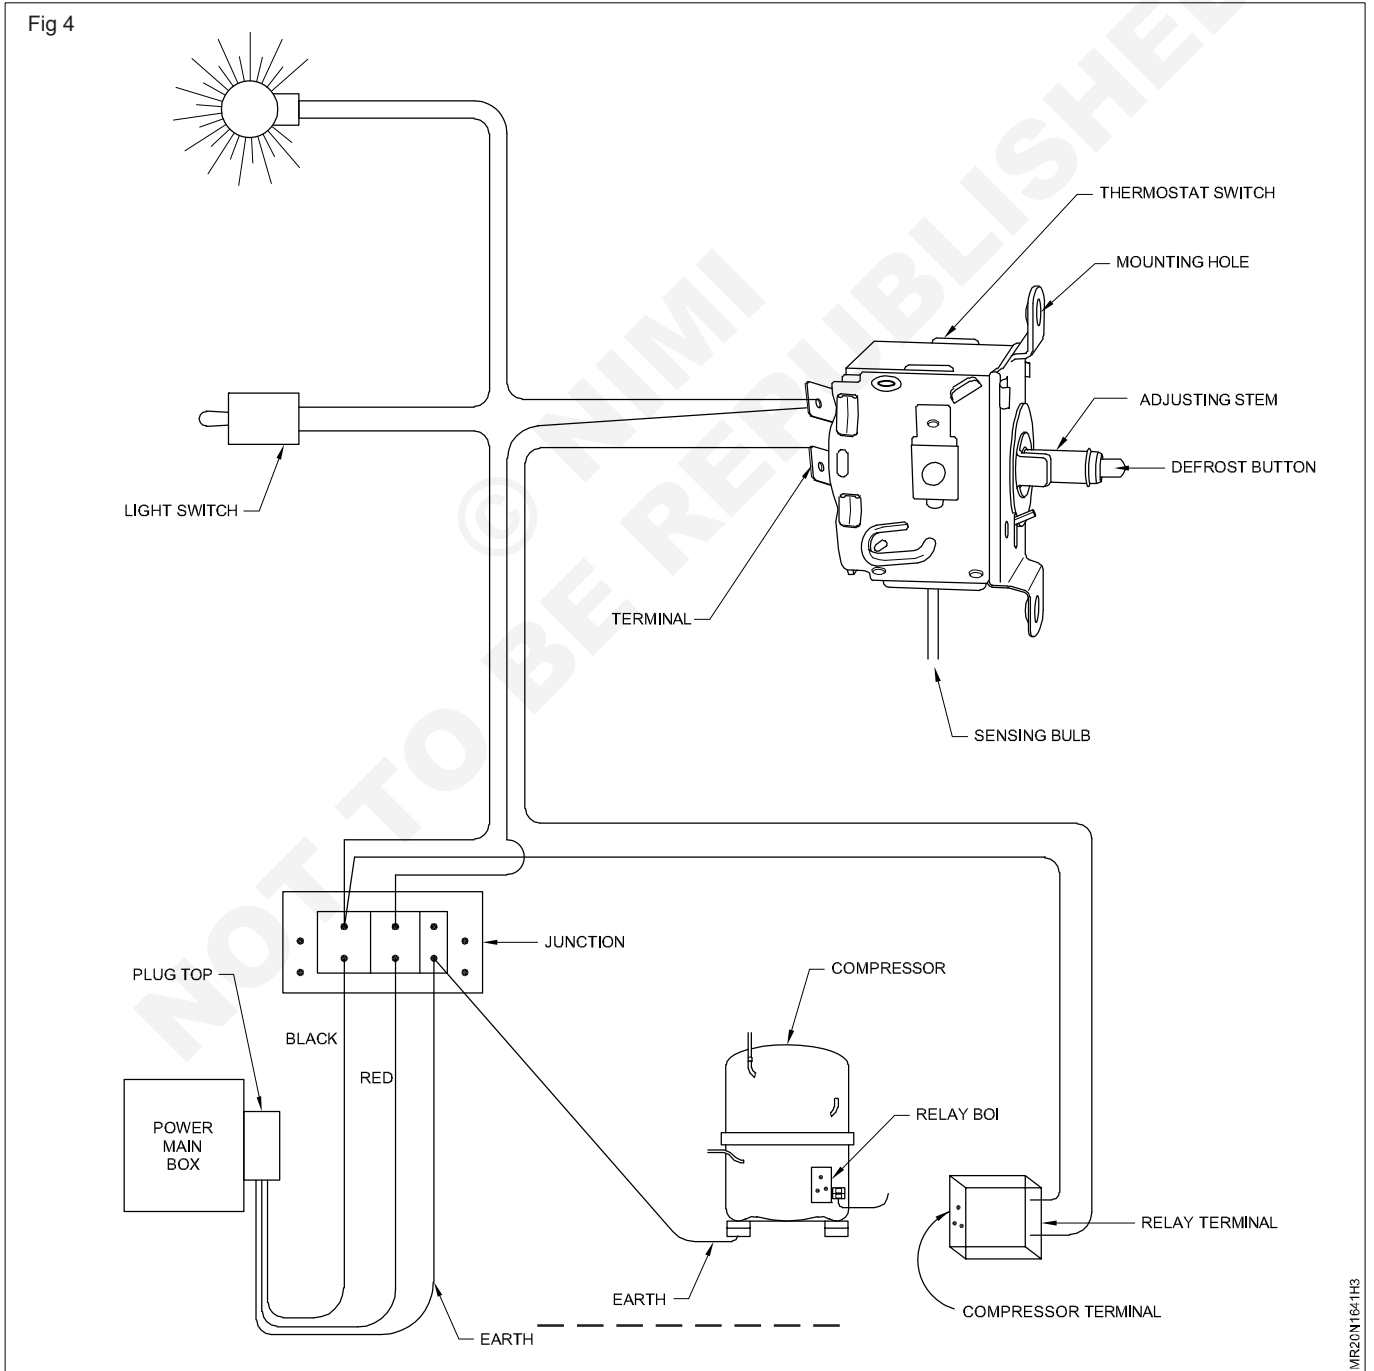 Fig 4
THERMOSTAT SWITCH
MOUNTING HOLE
ADJUSTING STEM
DEFROST BUTTON
LIGHT SWITCH
TERMINAL
SENSING BULB
JUNCTION
PLUG TOP
COMPRESSOR
BLACK
RED
RELAY BOI
POWER
MAIN
BOX
RELAY TERMINAL
EARTH
COMPRESSOR TERMINAL
EARTH
MR20N1641H3
© NIMI
NOT TO BE REPUBLISHED